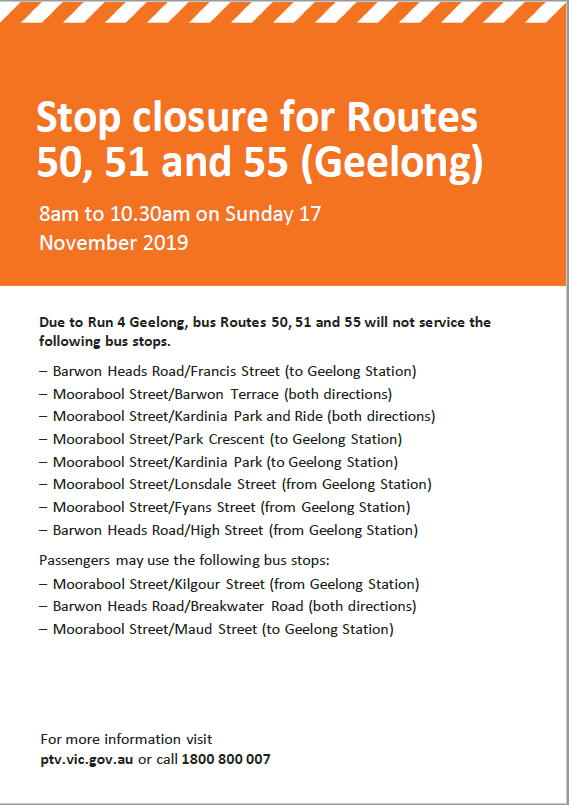 Stop closure for Routes
50, 51 and 55 (Geelong)
8am to 10.30am on Sunday 17
November 2019
Due to Run 4 Geelong, bus Routes 50, 51 and 55 will not service the
following bus stops.
– Barwon Heads Road/Francis Street (to Geelong Station)
– Moorabool Street/Barwon Terrace (both directions)
– Moorabool Street/Kardinia Park and Ride (both directions)
– Moorabool Street/Park Crescent (to Geelong Station)
– Moorabool Street/Kardinia Park (to Geelong Station)
– Moorabool Street/Lonsdale Street (from Geelong Station)
– Moorabool Street/Fyans Street (from Geelong Station)
– Barwon Heads Road/High Street (from Geelong Station)
Passengers may use the following bus stops:
– Moorabool Street/Kilgour Street (from Geelong Station)
– Barwon Heads Road/Breakwater Road (both directions)
– Moorabool Street/Maud Street (to Geelong Station)
For more information visit
ptv.vic.gov.au or call 1800 800 007